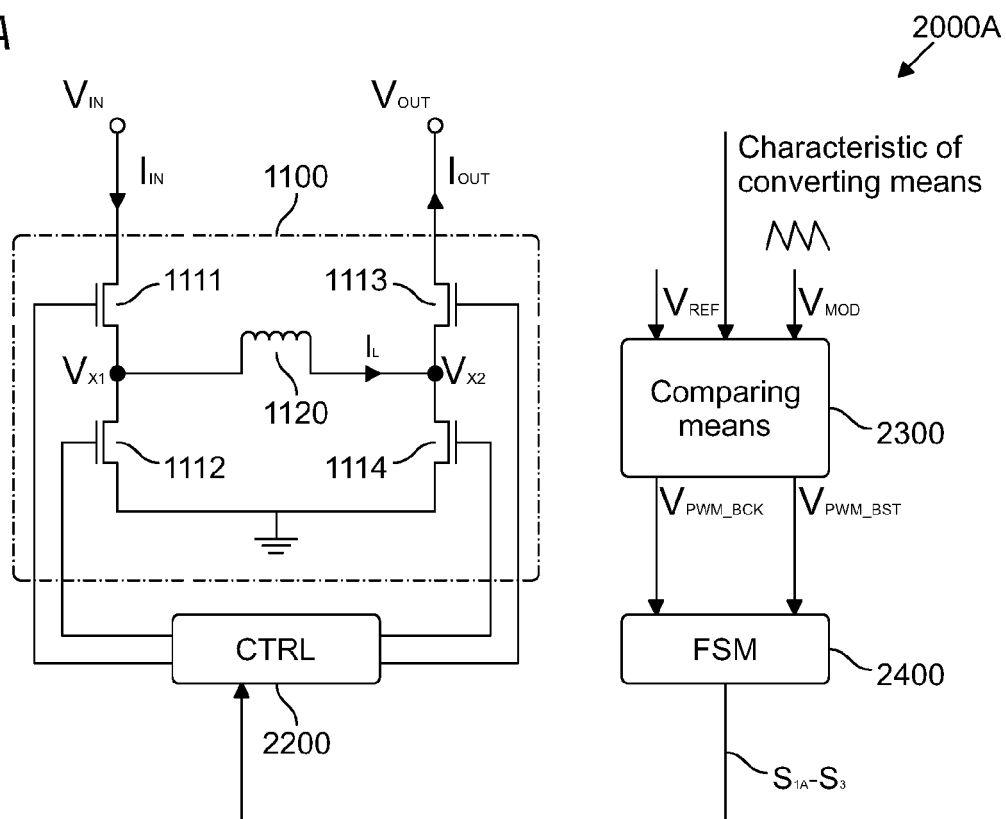 A
2000A
VIN
VOUT
IIN
1100
IOUT
Characteristic of
converting means
1111
1113
VREF
VMOD
VX1
IL
VX2
1120
Comparing
means
2300
1112
1114
VPWM_BCK
VPWM_BST
CTRL
FSM
2400
2200
S1A-S3